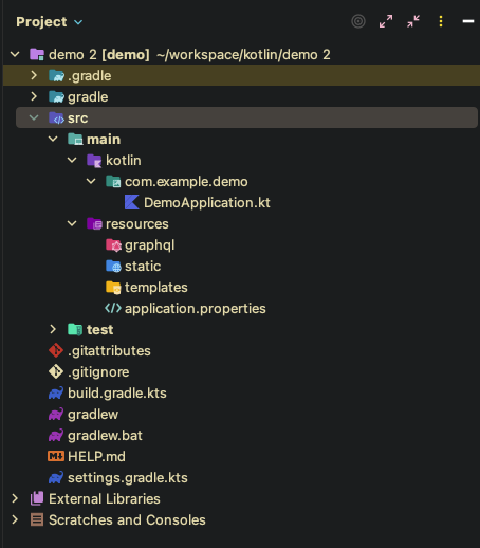 Project
demo 2 [demo] ~/workspace/kotlin/demo 2
.gradle
gradle
src
main
kotlin
com.example.demo
DemoApplication.kt
resources
graphql
static
templates
application.properties
test
.gitattributes
.gitignore
build.gradle.kts
gradlew
gradlew.bat
HELP.md
settings.gradle.kts
External Libraries
Scratches and Consoles